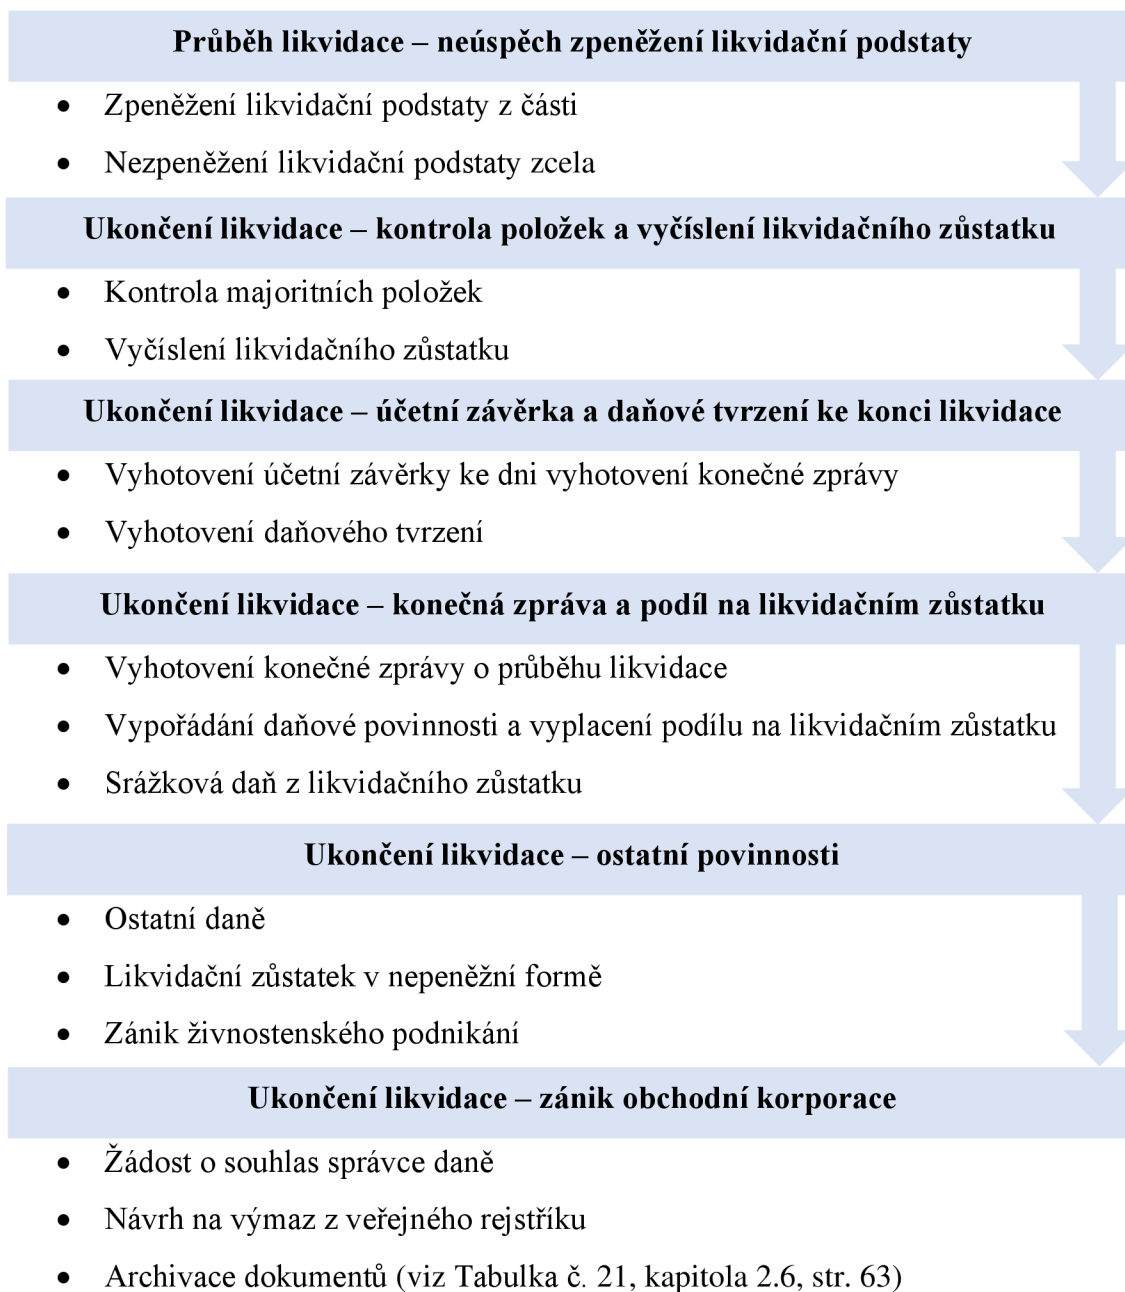 Průběh likvidace – neúspěch zpeněžení likvidační podstaty
• Zpeněžení likvidační podstaty z části
• Nezpeněžení likvidační podstaty zcela
Ukončení likvidace – kontrola položek a vyčíslení likvidačního zůstatku
• Kontrola majoritních položek
• Vyčíslení likvidačního zůstatku
Ukončení likvidace – účetní závěrka a daňové tvrzení ke konci likvidace
• Vyhotovení účetní závěrky ke dni vyhotovení konečné zprávy
• Vyhotovení daňového tvrzení
Ukončení likvidace – konečná zpráva a podíl na likvidačním zůstatku
• Vyhotovení konečné zprávy o průběhu likvidace
• Vypořádání daňové povinnosti a vyplacení podílu na likvidačním zůstatku
• Srážková daň z likvidačního zůstatku
Ukončení likvidace – ostatní povinnosti
• Ostatní daně
• Likvidační zůstatek v nepeněžní formě
• Zánik živnostenského podnikání
Ukončení likvidace – zánik obchodní korporace
• Žádost o souhlas správce daně
• Návrh na výmaz z veřejného rejstříku
• Archivace dokumentů (viz Tabulka č. 21, kapitola 2.6, str. 63)